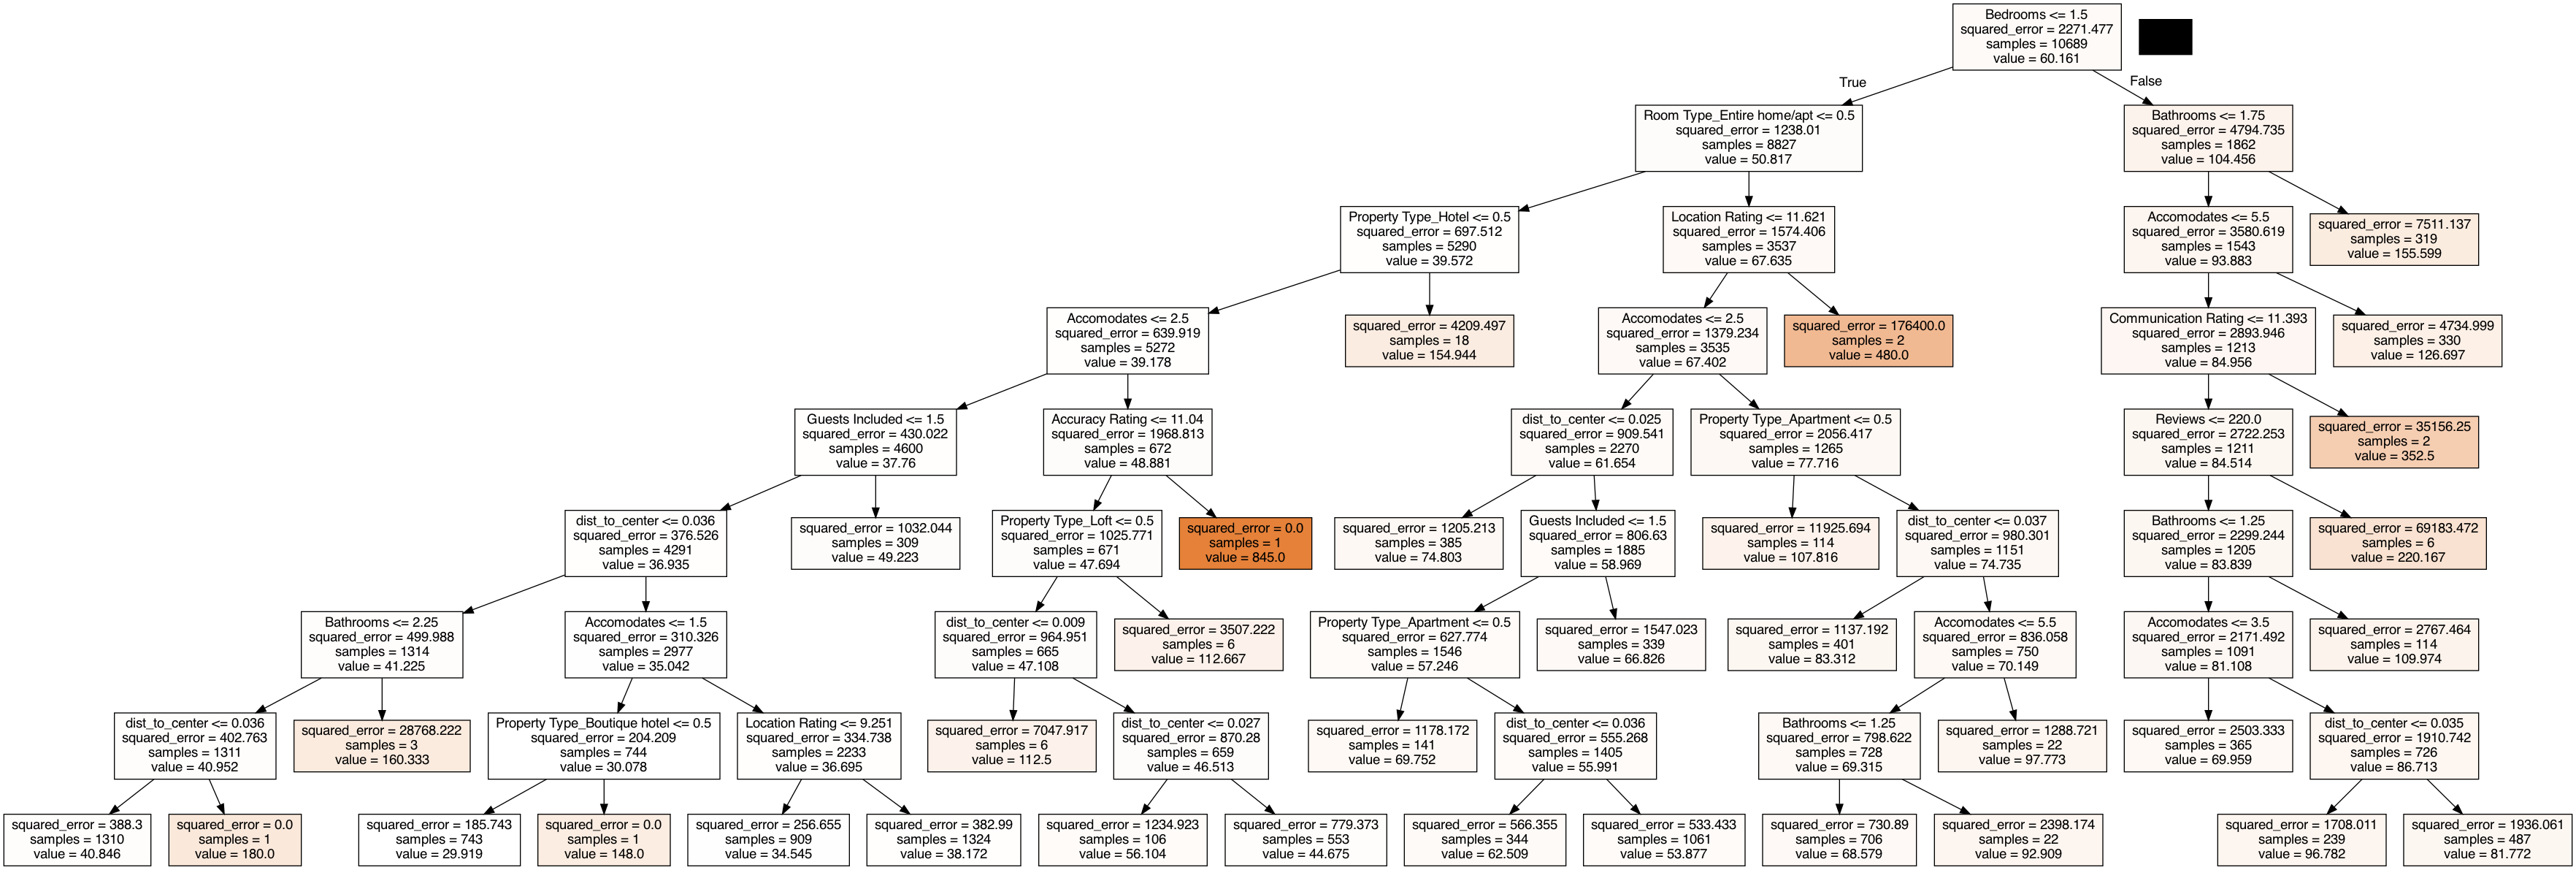 Bedrooms <= 1.5
squared_error = 2271.477
samples = 10689
value = 60.161
True
False
Room Type_Entire home/apt <= 0.5
squared_error = 1238.01
samples = 8827
value = 50.817
Bathrooms <= 1.75
squared_error = 4794.735
samples = 1862
value = 104.456
Property Type_Hotel <= 0.5
squared_error = 697.512
samples = 5290
value = 39.572
Location Rating <= 11.621
squared_error = 1574.406
samples = 3537
value = 67.635
Accomodates <= 5.5
squared_error = 3580.619
samples = 1543
value = 93.883
squared_error = 7511.137
samples = 319
value = 155.599
Accomodates <= 2.5
squared_error = 639.919
samples = 5272
value = 39.178
squared_error = 4209.497
samples = 18
value = 154.944
Accomodates <= 2.5
squared_error = 1379.234
samples = 3535
value = 67.402
squared_error = 176400.0
samples = 2
value = 480.0
Communication Rating <= 11.393
squared_error = 2893.946
samples = 1213
value = 84.956
squared_error = 4734.999
samples = 330
value = 126.697
Guests Included <= 1.5
squared_error = 430.022
samples = 4600
value = 37.76
Accuracy Rating <= 11.04
squared_error = 1968.813
samples = 672
value = 48.881
dist_to_center <= 0.025
squared_error = 909.541
samples = 2270
value = 61.654
Property Type_Apartment <= 0.5
squared_error = 2056.417
samples = 1265
value = 77.716
Reviews <= 220.0
squared_error = 2722.253
samples = 1211
value = 84.514
squared_error = 35156.25
samples = 2
value = 352.5
dist_to_center <= 0.036
squared_error = 376.526
samples = 4291
value = 36.935
squared_error = 1032.044
samples = 309
value = 49.223
Property Type_Loft <= 0.5
squared_error = 1025.771
samples = 671
value = 47.694
squared_error = 0.0
samples = 1
value = 845.0
squared_error = 1205.213
samples = 385
value = 74.803
Guests Included <= 1.5
squared_error = 806.63
samples = 1885
value = 58.969
squared_error = 11925.694
samples = 114
value = 107.816
dist_to_center <= 0.037
squared_error = 980.301
samples = 1151
value = 74.735
Bathrooms <= 1.25
squared_error = 2299.244
samples = 1205
value = 83.839
squared_error = 69183.472
samples = 6
value = 220.167
Bathrooms <= 2.25
squared_error = 499.988
samples = 1314
value = 41.225
Accomodates <= 1.5
squared_error = 310.326
samples = 2977
value = 35.042
dist_to_center <= 0.009
squared_error = 964.951
samples = 665
value = 47.108
squared_error = 3507.222
samples = 6
value = 112.667
Property Type_Apartment <= 0.5
squared_error = 627.774
samples = 1546
value = 57.246
squared_error = 1547.023
samples = 339
value = 66.826
squared_error = 1137.192
samples = 401
value = 83.312
Accomodates <= 5.5
squared_error = 836.058
samples = 750
value = 70.149
Accomodates <= 3.5
squared_error = 2171.492
samples = 1091
value = 81.108
squared_error = 2767.464
samples = 114
value = 109.974
dist_to_center <= 0.036
squared_error = 402.763
samples = 1311
value = 40.952
squared_error = 28768.222
samples = 3
value = 160.333
Property Type_Boutique hotel <= 0.5
squared_error = 204.209
samples = 744
value = 30.078
Location Rating <= 9.251
squared_error = 334.738
samples = 2233
value = 36.695
squared_error = 7047.917
samples = 6
value = 112.5
dist_to_center <= 0.027
squared_error = 870.28
samples = 659
value = 46.513
squared_error = 1178.172
samples = 141
value = 69.752
dist_to_center <= 0.036
squared_error = 555.268
samples = 1405
value = 55.991
Bathrooms <= 1.25
squared_error = 798.622
samples = 728
value = 69.315
squared_error = 1288.721
samples = 22
value = 97.773
squared_error = 2503.333
samples = 365
value = 69.959
dist_to_center <= 0.035
squared_error = 1910.742
samples = 726
value = 86.713
squared_error = 388.3
samples = 1310
value = 40.846
squared_error = 0.0
samples = 1
value = 180.0
squared_error = 185.743
samples = 743
value = 29.919
squared_error = 0.0
samples = 1
value = 148.0
squared_error = 256.655
samples = 909
value = 34.545
squared_error = 382.99
samples = 1324
value = 38.172
squared_error = 1234.923
samples = 106
value = 56.104
squared_error = 779.373
samples = 553
value = 44.675
squared_error = 566.355
samples = 344
value = 62.509
squared_error = 533.433
samples = 1061
value = 53.877
squared_error = 730.89
samples = 706
value = 68.579
squared_error = 2398.174
samples = 22
value = 92.909
squared_error = 1708.011
samples = 239
value = 96.782
squared_error = 1936.061
samples = 487
value = 81.772